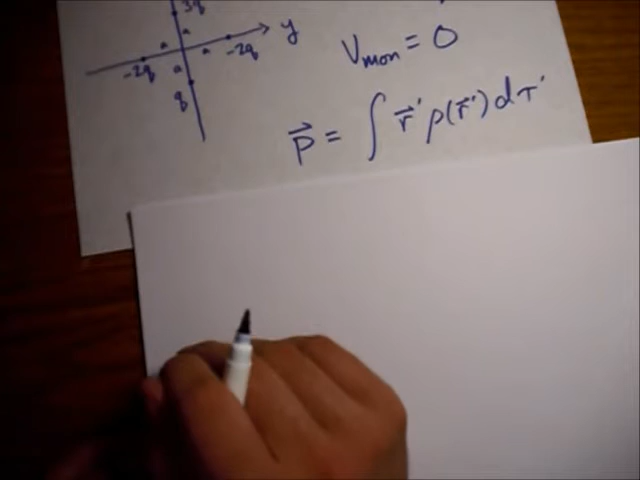 3q
a
y
a
-2q
-2q
a
a
q
V_mon = 0
p⃗ = ∫ r⃗' ρ(r⃗') dτ'